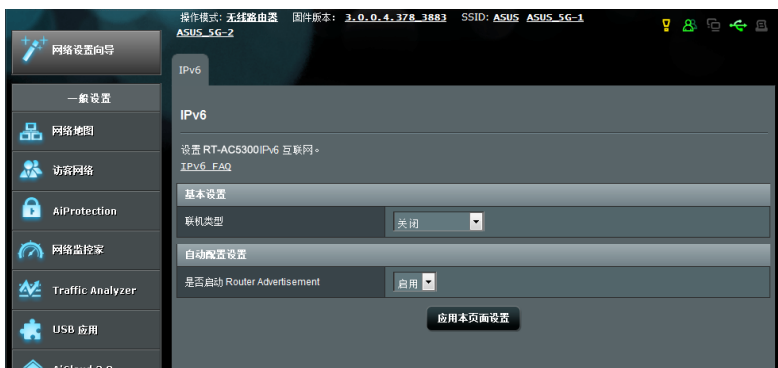 操作模式: 无线路由器 固件版本: 3.0.0.4.378_3883 SSID: ASUS ASUS_5G-1
ASUS_5G-2
网络设置向导
IPv6
一般设置
IPv6
网络地图
设置 RT-AC5300IPv6 互联网。
IPV6 FAQ
访客网络
基本设置
AiProtection
联机类型
关闭
网络监控家
自动配置设置
Traffic Analyzer
是否启动 Router Advertisement
启用
USB 应用
应用本页面设置
AiCloud 2.0